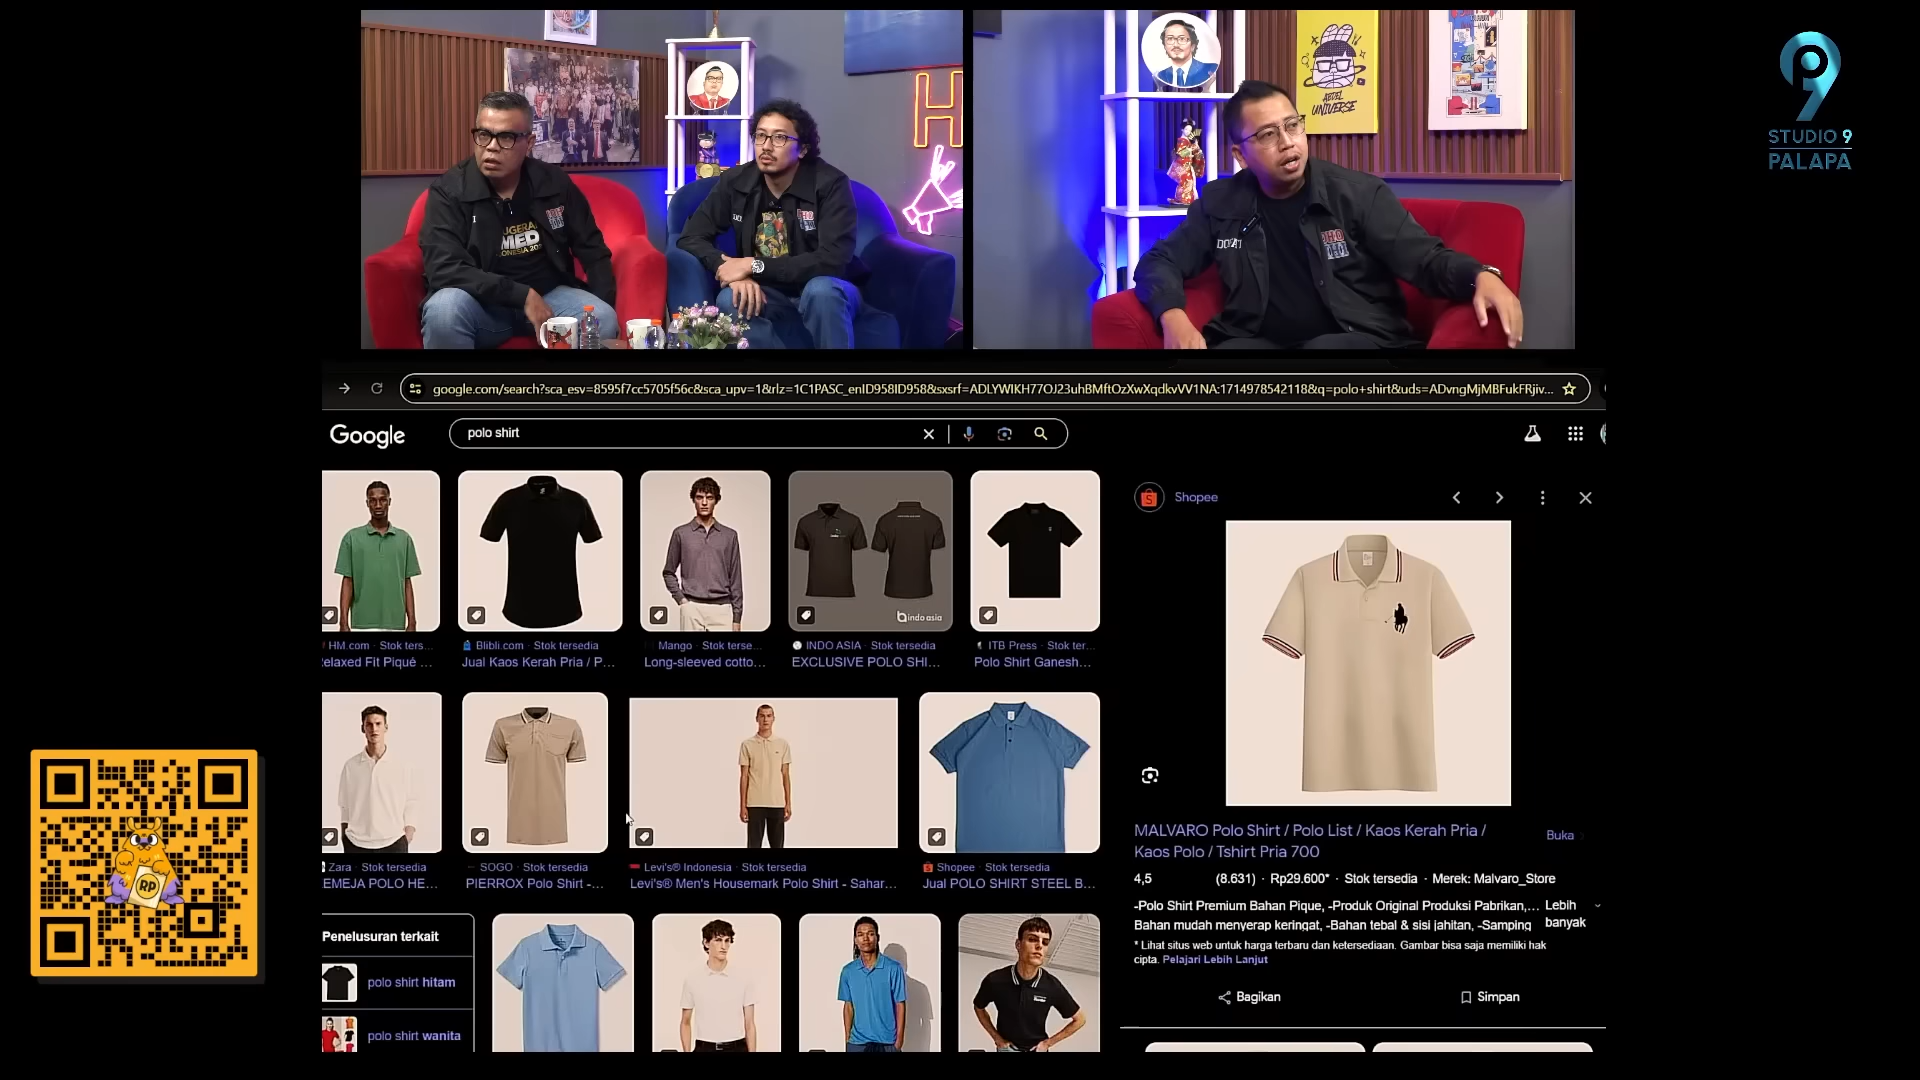 ABDEL
UNIVERSE
STUDIO 9
PALAPA
google.com/search?sca_esv=8595f7cc5705f56c&sca_upv=1&rlz=1C1PASC_enID958ID958&sxsrf=ADLYWIKH77OJ23uhBMftOzXwXqdkvVV1NA:1714978542118&q=polo+shirt&uds=ADvngMjMBFukFRjiv...
Google
polo shirt
Shopee
indo asia
HM.com · Stok ters...
Relaxed Fit Piqué ...
Blibli.com · Stok tersedia
Jual Kaos Kerah Pria / P...
Mango · Stok terse...
Long-sleeved cotto...
INDO ASIA · Stok tersedia
EXCLUSIVE POLO SHI...
ITB Press · Stok ter...
Polo Shirt Ganesh...
Zara · Stok tersedia
EMEJA POLO HE...
SOGO · Stok tersedia
PIERROX Polo Shirt -...
Levi's® Indonesia · Stok tersedia
Levi's® Men's Housemark Polo Shirt - Sahar...
Shopee · Stok tersedia
Jual POLO SHIRT STEEL B...
MALVARO Polo Shirt / Polo List / Kaos Kerah Pria /
Kaos Polo / Tshirt Pria 700
Buka
4,5 (8.631) · Rp29.600* · Stok tersedia · Merek: Malvaro_Store
-Polo Shirt Premium Bahan Pique, -Produk Original Produksi Pabrikan,...
Bahan mudah menyerap keringat, -Bahan tebal & sisi jahitan, -Samping
Lebih
banyak
* Lihat situs web untuk harga terbaru dan ketersediaan. Gambar bisa saja memiliki hak
cipta. Pelajari Lebih Lanjut
Bagikan
Simpan
Penelusuran terkait
polo shirt hitam
polo shirt wanita
RP